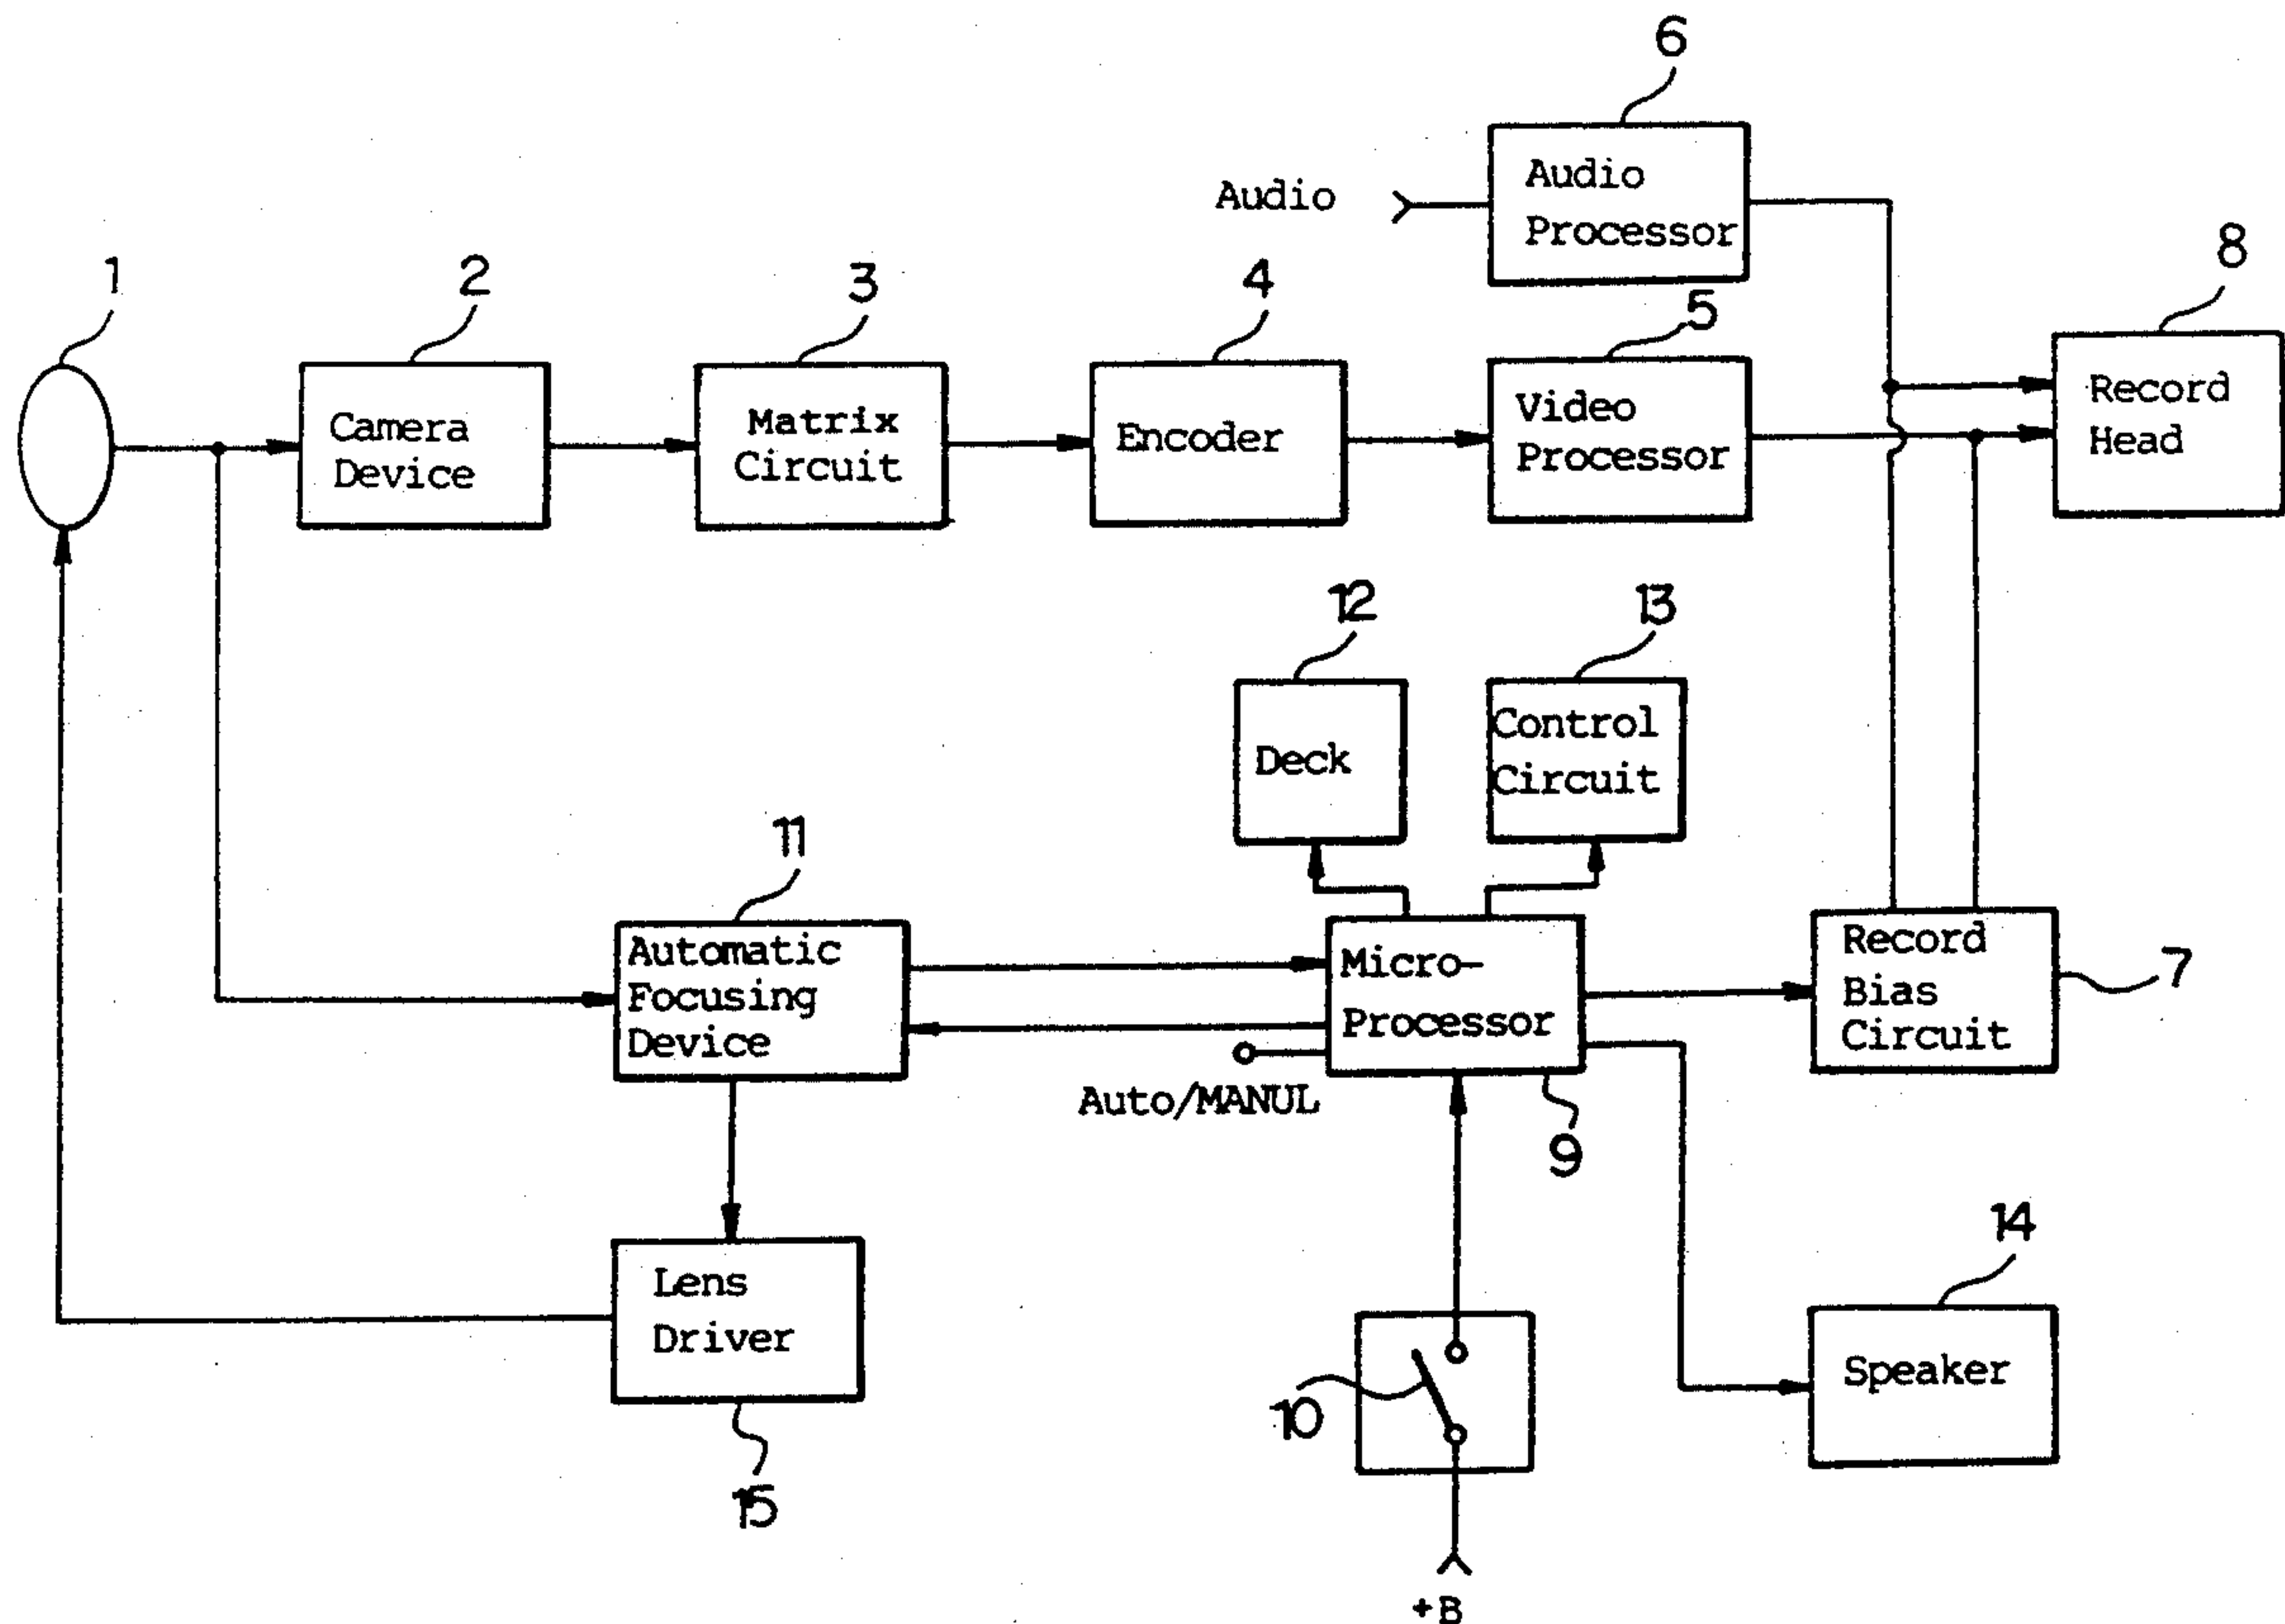 6
Audio
Audio
Processor
8
1
2
3
4
5
Camera
Device
Matrix
Circuit
Encoder
Video
Processor
Record
Head
12
13
Deck
Control
Circuit
11
Automatic
Focusing
Device
Micro-
Processor
Record
Bias
Circuit
7
Auto/MANUL
9
Lens
Driver
14
10
Speaker
15
+B